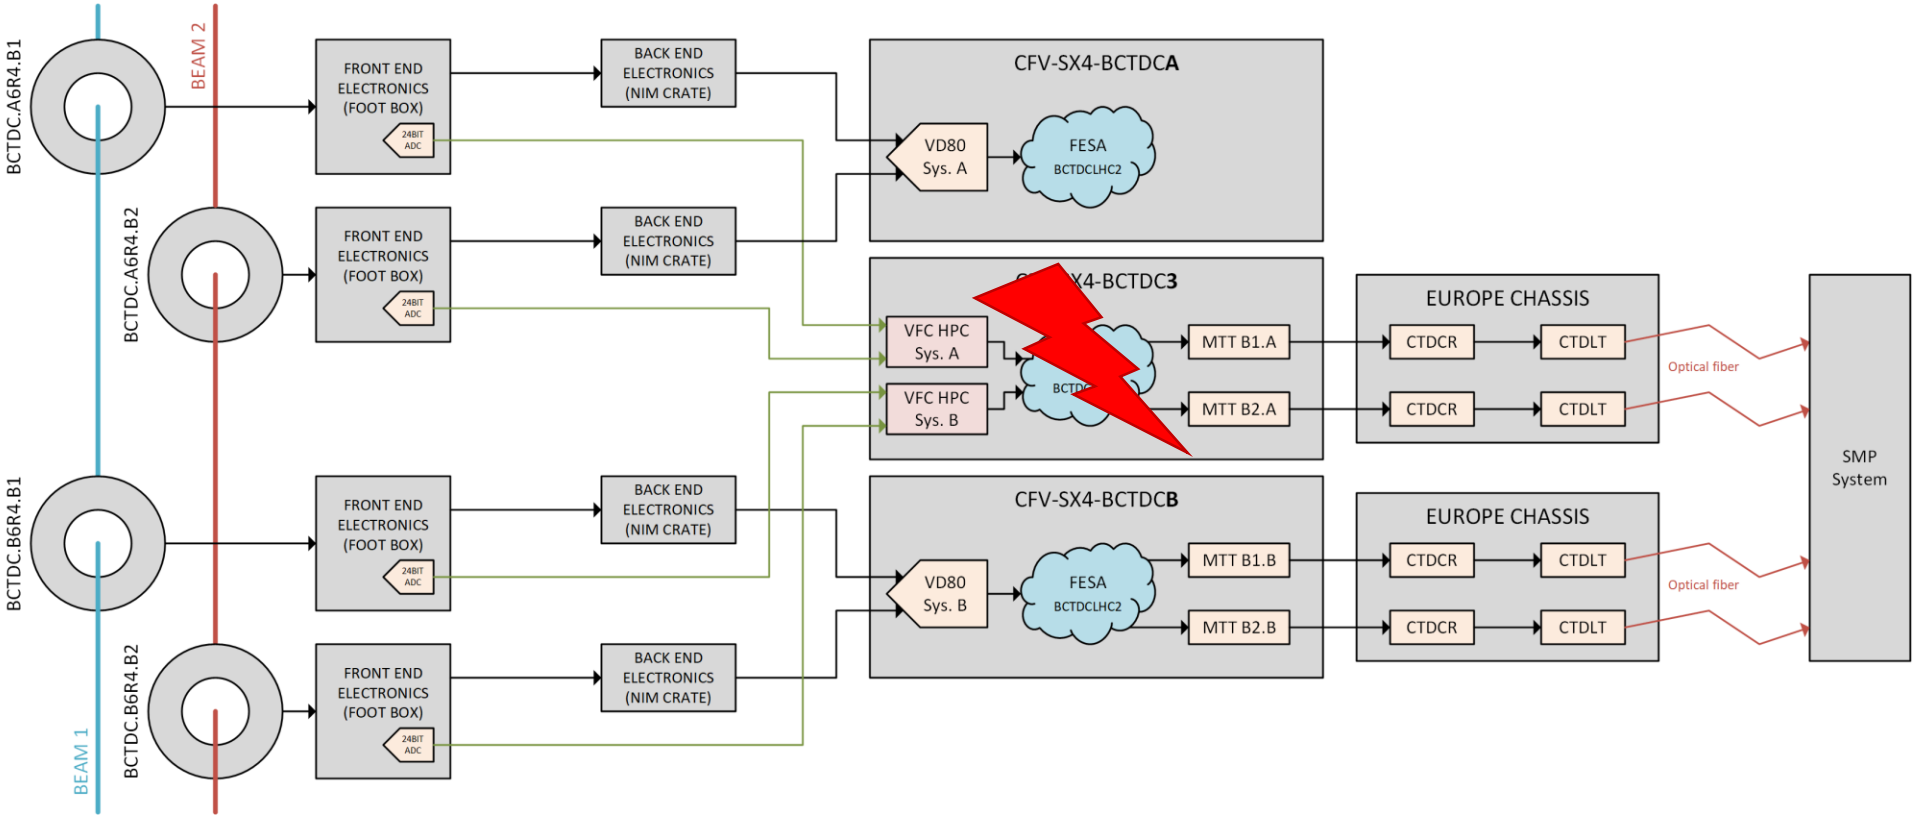 BCTDC.A6R4.B1
BEAM 2
FRONT END
ELECTRONICS
(FOOT BOX)
24BIT
ADC
BACK END
ELECTRONICS
(NIM CRATE)
CFV-SX4-BCTDCA
VD80
Sys. A
FESA
BCTDCLHC2
BCTDC.A6R4.B2
FRONT END
ELECTRONICS
(FOOT BOX)
24BIT
ADC
BACK END
ELECTRONICS
(NIM CRATE)
X4-BCTDC3
VFC HPC
Sys. A
VFC HPC
Sys. B
MTT B1.A
MTT B2.A
EUROPE CHASSIS
CTDCR
CTDLT
CTDCR
CTDLT
Optical fiber
SMP
System
BCTDC.B6R4.B1
FRONT END
ELECTRONICS
(FOOT BOX)
24BIT
ADC
BACK END
ELECTRONICS
(NIM CRATE)
CFV-SX4-BCTDCB
VD80
Sys. B
FESA
BCTDCLHC2
MTT B1.B
MTT B2.B
EUROPE CHASSIS
CTDCR
CTDLT
CTDCR
CTDLT
Optical fiber
BCTDC.B6R4.B2
BEAM 1
FRONT END
ELECTRONICS
(FOOT BOX)
24BIT
ADC
BACK END
ELECTRONICS
(NIM CRATE)